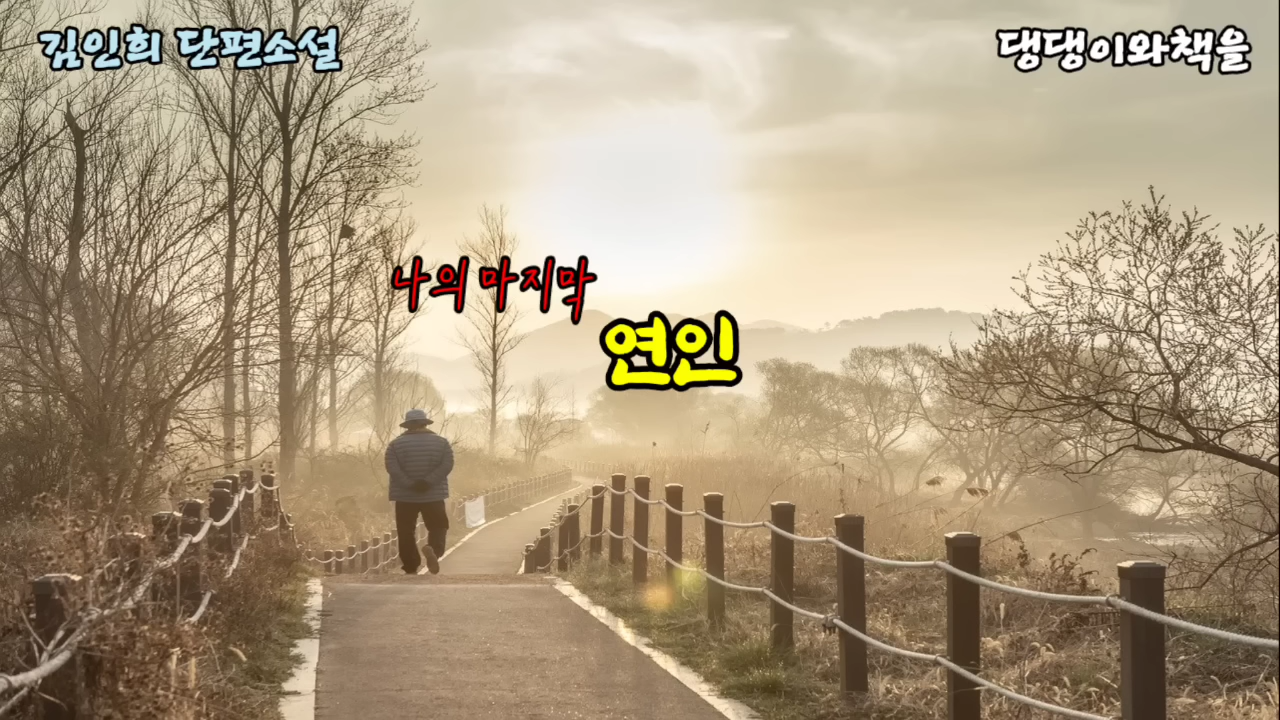 김인희 단편소설
댕댕이와책을
나의 마지막
연인